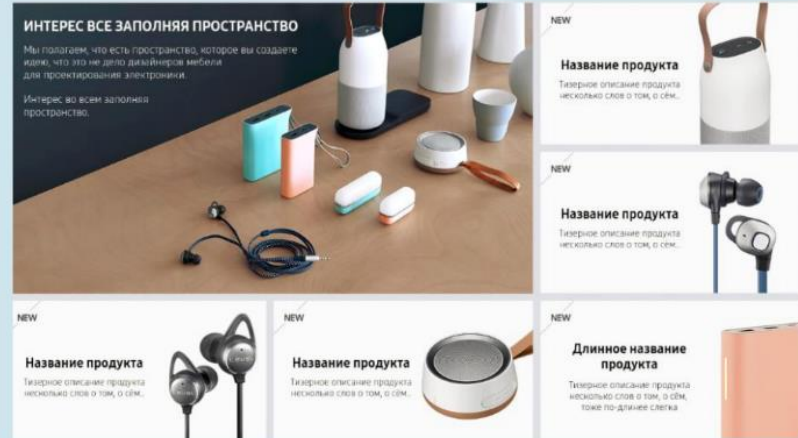 ИНТЕРЕС ВСЕ ЗАПОЛНЯЯ ПРОСТРАНСТВО
Мы полагаем, что есть пространство, которое вы создаете
идею, что это не дело дизайнеров мебели
для проектирования электроники.
Интерес во всем заполняя
пространство.
NEW
Название продукта
Тизерное описание продукта
несколько слов о том, о сём..
NEW
Название продукта
Тизерное описание продукта
несколько слов о том, о сём..
NEW
Название продукта
Тизерное описание продукта
несколько слов о том, о сём..
NEW
Название продукта
Тизерное описание продукта
несколько слов о том, о сём..
NEW
Длинное название
продукта
Тизерное описание продукта
несколько слов о том, о сём,
тоже по-длинее слегка